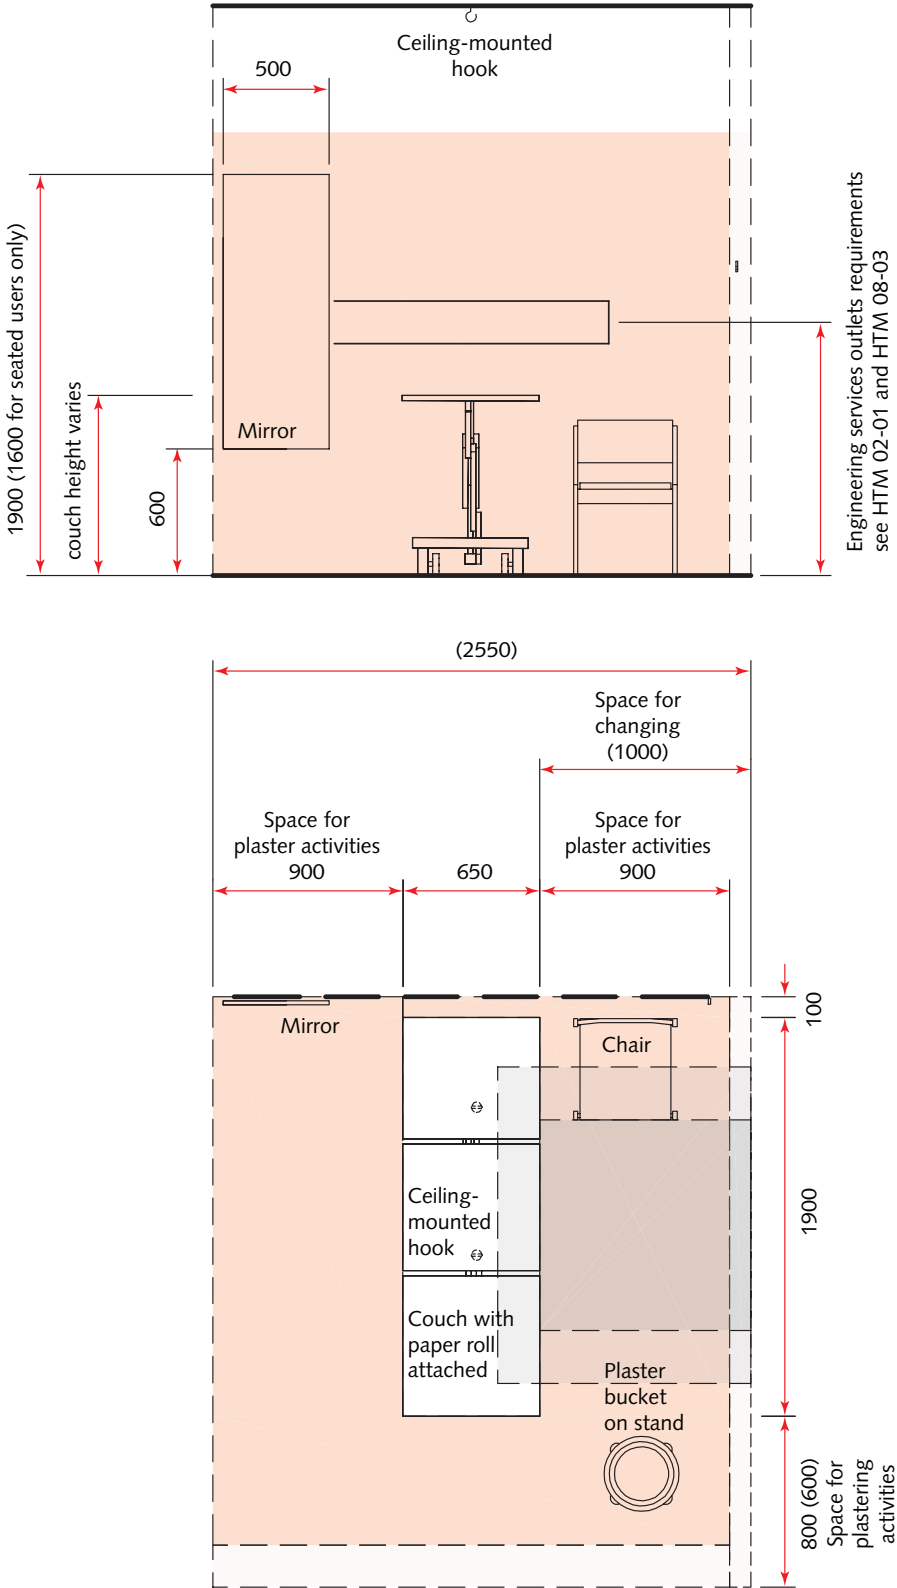 Ceiling-mounted
hook
500
1900 (1600 for seated users only)
couch height varies
Mirror
600
Engineering services outlets requirements
see HTM 02-01 and HTM 08-03
(2550)
Space for
changing
(1000)
Space for
plaster activities
900
650
Space for
plaster activities
900
100
Mirror
Chair
1900
Ceiling-
mounted
hook
Couch with
paper roll
attached
Plaster
bucket
on stand
800 (600)
Space for
plastering
activities